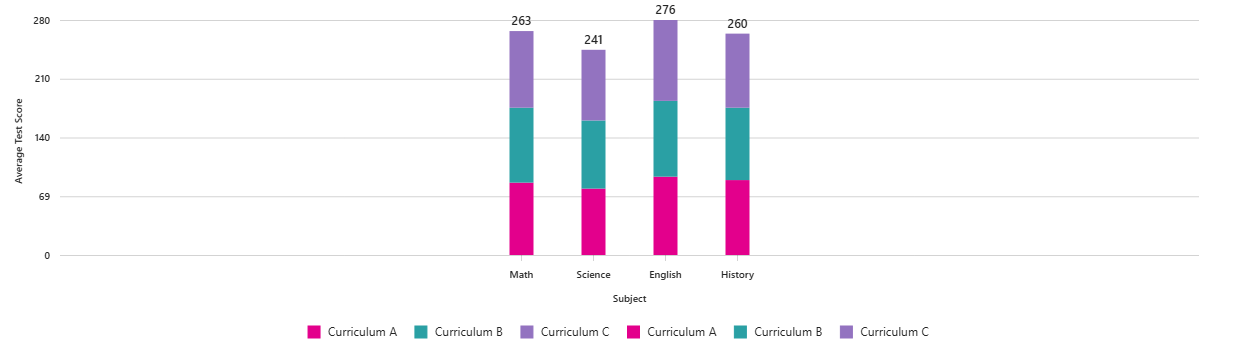 Average Test Score
280
210
140
69
0
263
241
276
260
Math Science English History
Subject
Curriculum A Curriculum B Curriculum C Curriculum A Curriculum B Curriculum C